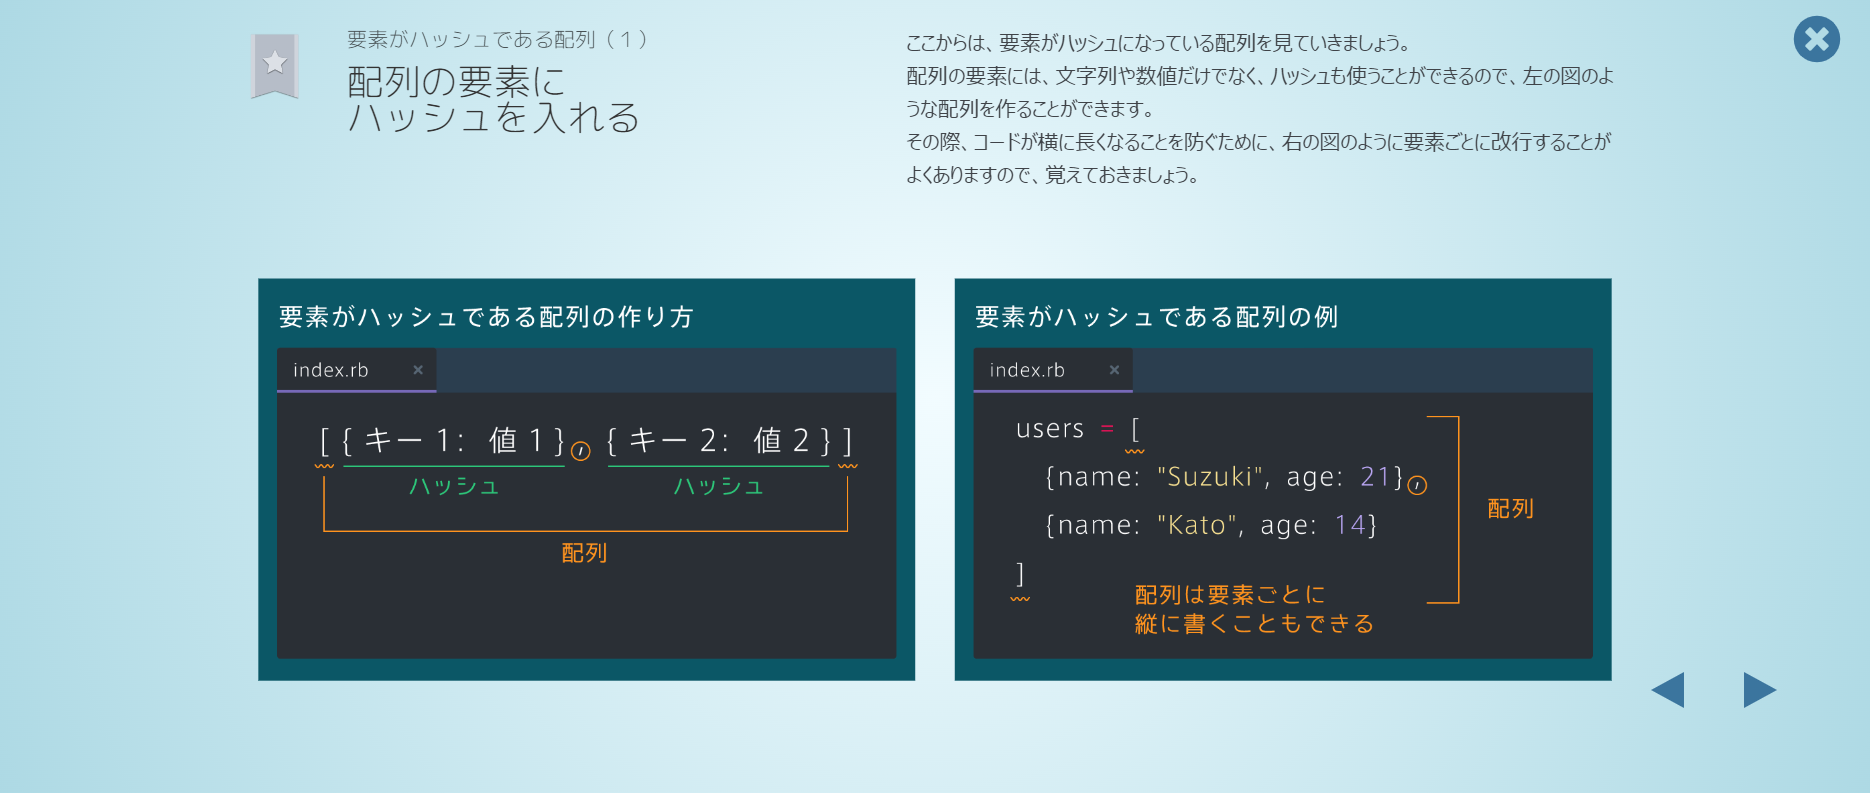 要素がハッシュである配列（１）
配列の要素に
ハッシュを入れる
ここからは、要素がハッシュになっている配列を見ていきましょう。
配列の要素には、文字列や数値だけでなく、ハッシュも使うことができるので、左の図のよ
うな配列を作ることができます。
その際、コードが横に長くなることを防ぐために、右の図のように要素ごとに改行することが
よくありますので、覚えておきましょう。
要素がハッシュである配列の作り方
index.rb ×
[ { キー 1: 値 1 } , { キー 2: 値 2 } ]
ハッシュ ハッシュ
配列
要素がハッシュである配列の例
index.rb ×
users = [
{name: "Suzuki", age: 21},
{name: "Kato", age: 14}
]
配列
配列は要素ごとに
縦に書くこともできる